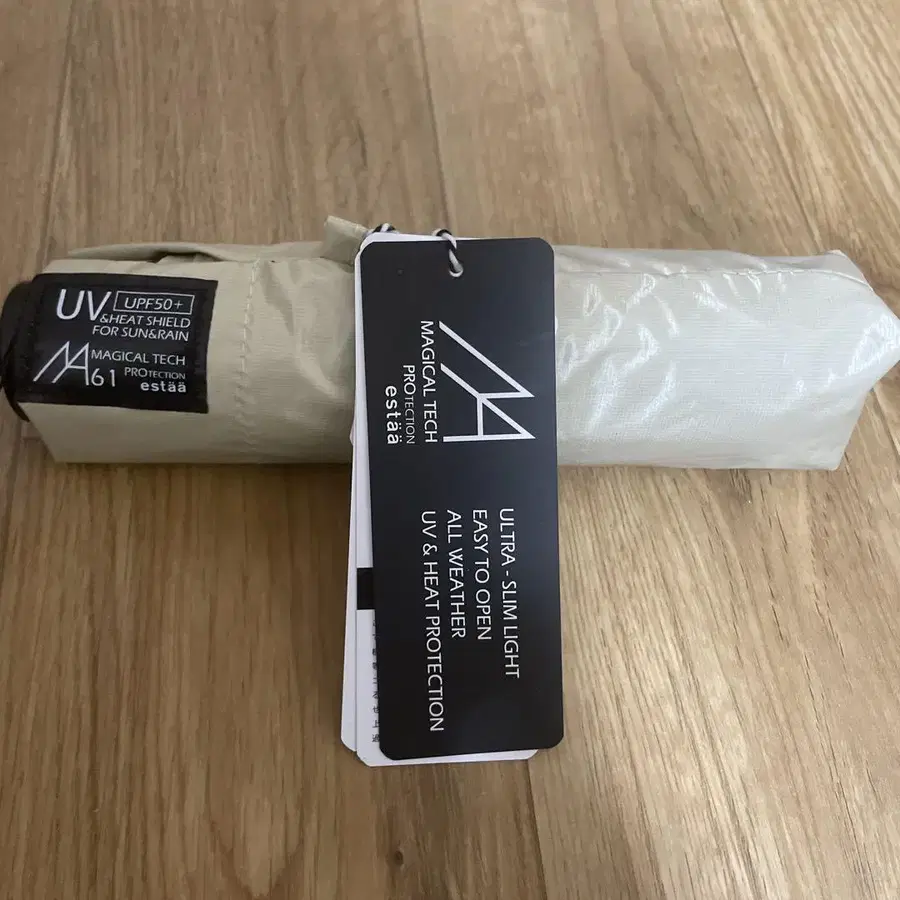 UV UPF50+
&HEAT SHIELD
FOR SUN&RAIN
MAGICAL TECH
61 PROTECTION
estää
MAGICAL TECH
PROTECTION
estää
ULTRA - SLIM LIGHT
EASY TO OPEN
ALL WEATHER
UV & HEAT PROTECTION